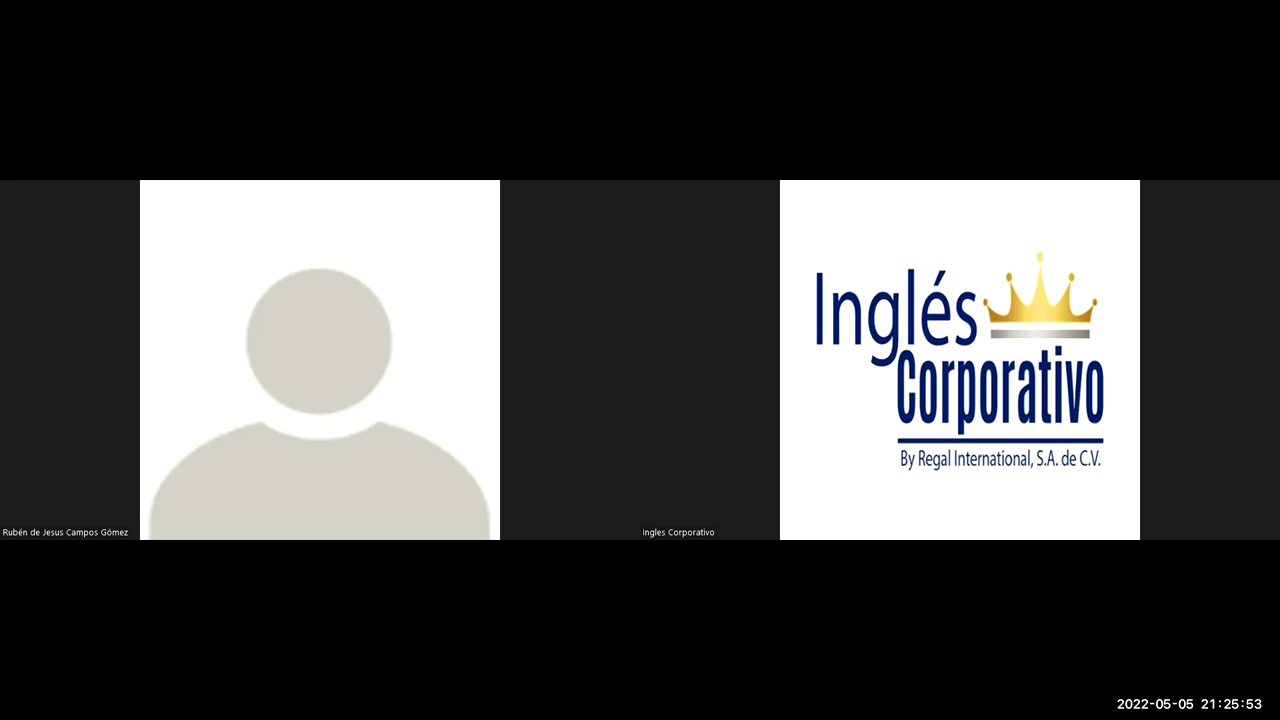 Inglés
Corporativo
By Regal International, S.A. de C.V.
Rubén de Jesus Campos Gómez
Ingles Corporativo
2022-05-05 21:25:53